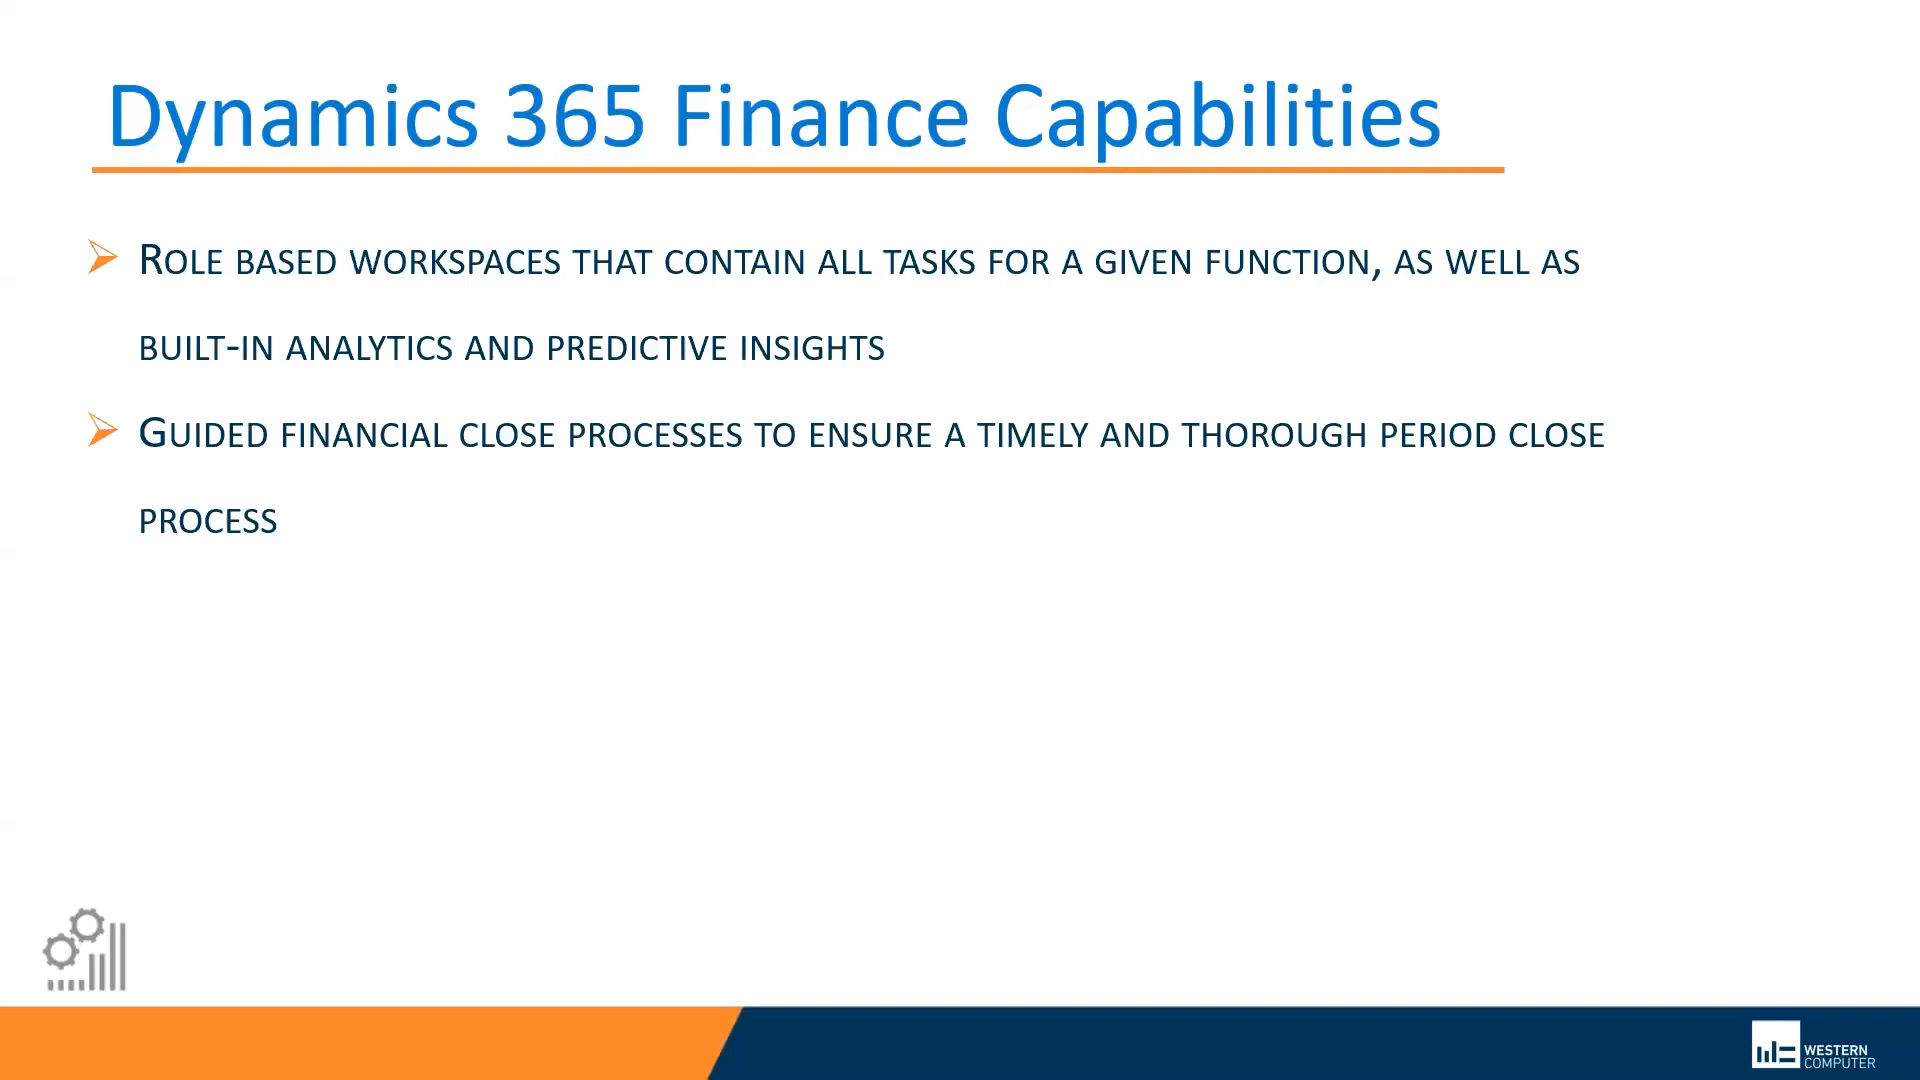 Dynamics 365 Finance Capabilities
Role based workspaces that contain all tasks for a given function, as well as
built-in analytics and predictive insights
Guided financial close processes to ensure a timely and thorough period close
process
WESTERN
COMPUTER